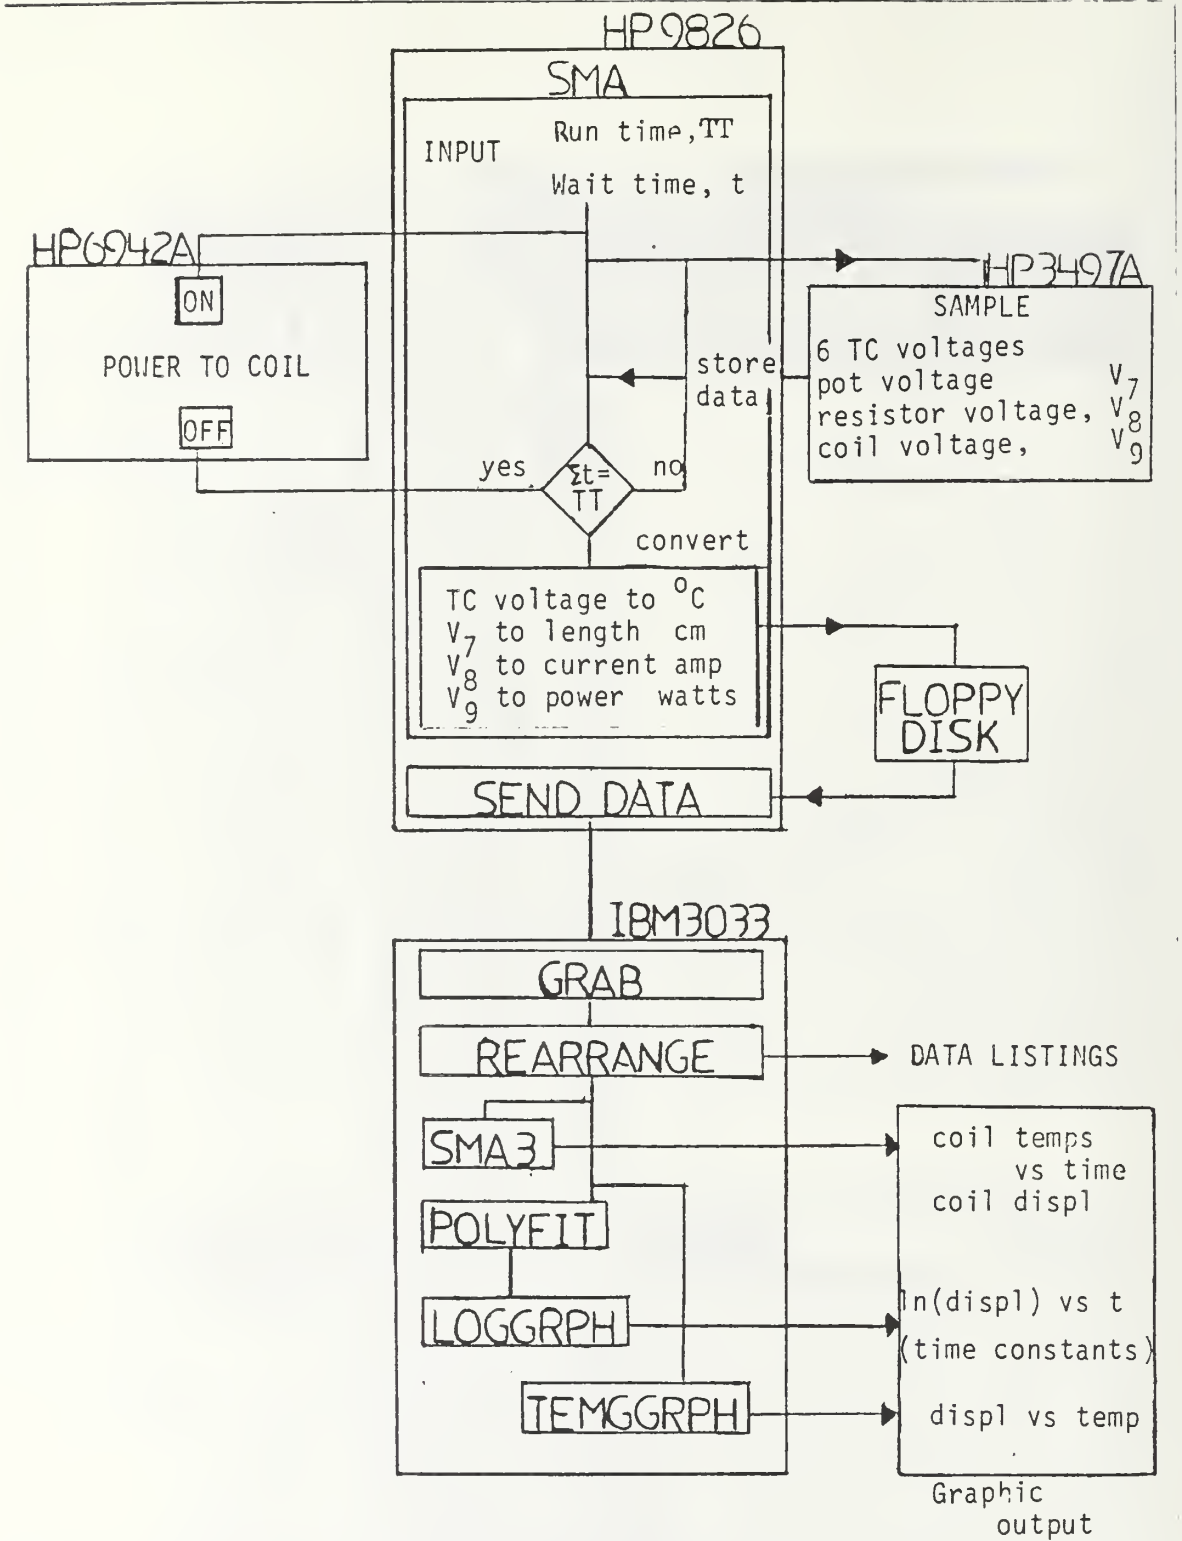 HP9826
SMA
INPUT
Run time, TT
Wait time, t
HP6942A
ON
POWER TO COIL
OFF
HP3497A
SAMPLE
6 TC voltages
pot voltage V7
resistor voltage, V8
coil voltage, V9
store
data
yes
Σt=
TT
no
convert
TC voltage to °C
V7 to length cm
V8 to current amp
V9 to power watts
FLOPPY
DISK
SEND DATA
IBM3033
GRAB
REARRANGE
DATA LISTINGS
SMA3
coil temps
vs time
coil displ
POLYFIT
LOGGRPH
ln(displ) vs t
(time constants)
TEMGGRPH
displ vs temp
Graphic
output